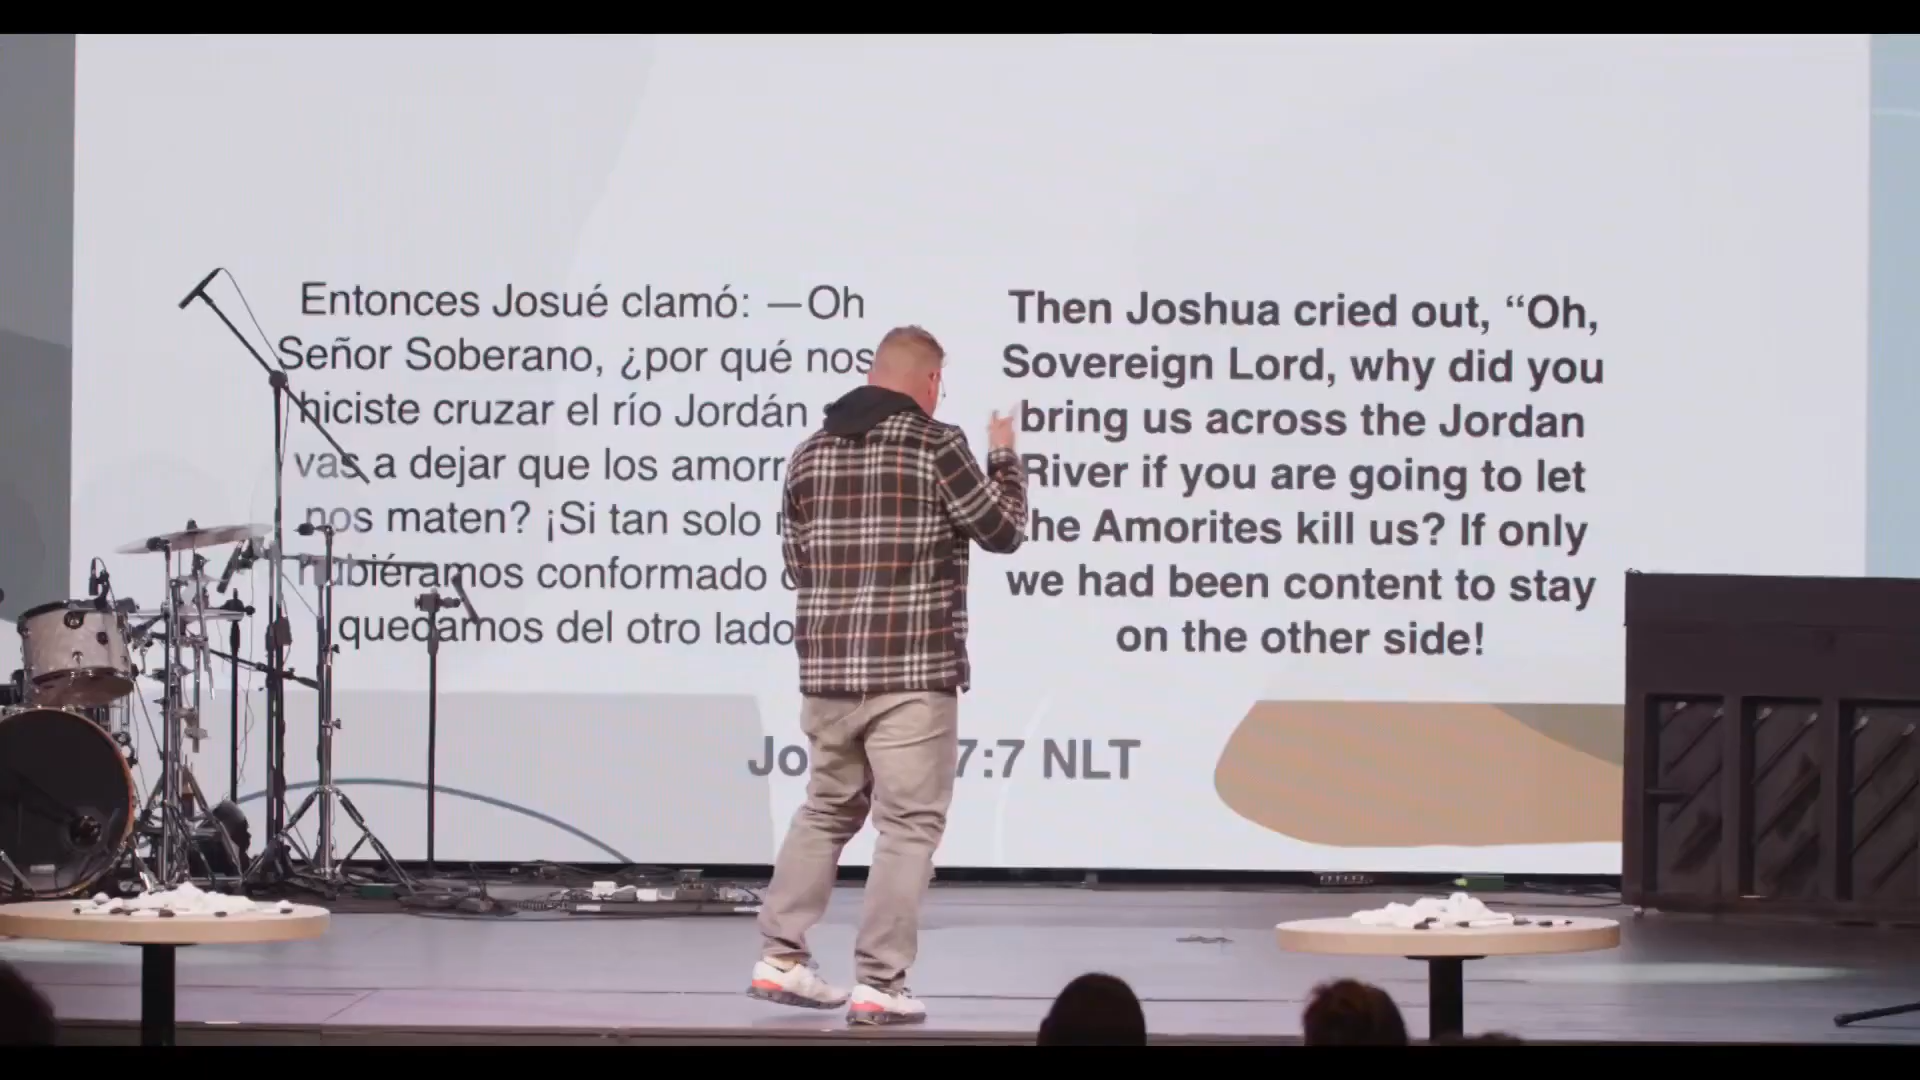 Entonces Josué clamó: —Oh
Señor Soberano, ¿por qué nos
hiciste cruzar el río Jordán
vas a dejar que los
nos maten? ¡Si tan solo
hubiéramos conformado
quedamos del otro lado
Then Joshua cried out, “Oh,
Sovereign Lord, why did you
bring us across the Jordan
River if you are going to let
the Amorites kill us? If only
we had been content to stay
on the other side!
7:7 NLT